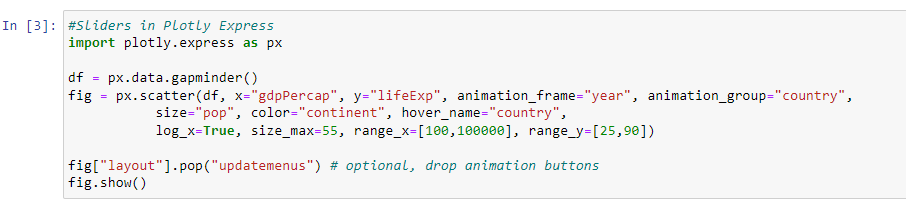 In [3]: #Sliders in Plotly Express
import plotly.express as px
df = px.data.gapminder()
fig = px.scatter(df, x="gdpPercap", y="lifeExp", animation_frame="year", animation_group="country",
size="pop", color="continent", hover_name="country",
log_x=True, size_max=55, range_x=[100,100000], range_y=[25,90])
fig["layout"].pop("updatemenus") # optional, drop animation buttons
fig.show()